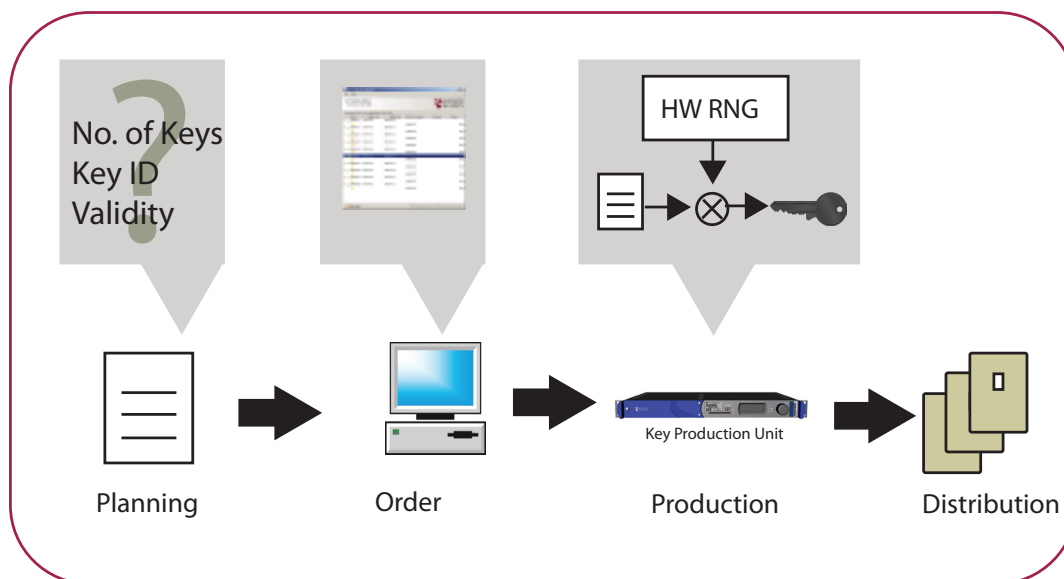 No. of Keys
Key ID
Validity
?
HW RNG
Key Production Unit
Planning
Order
Production
Distribution